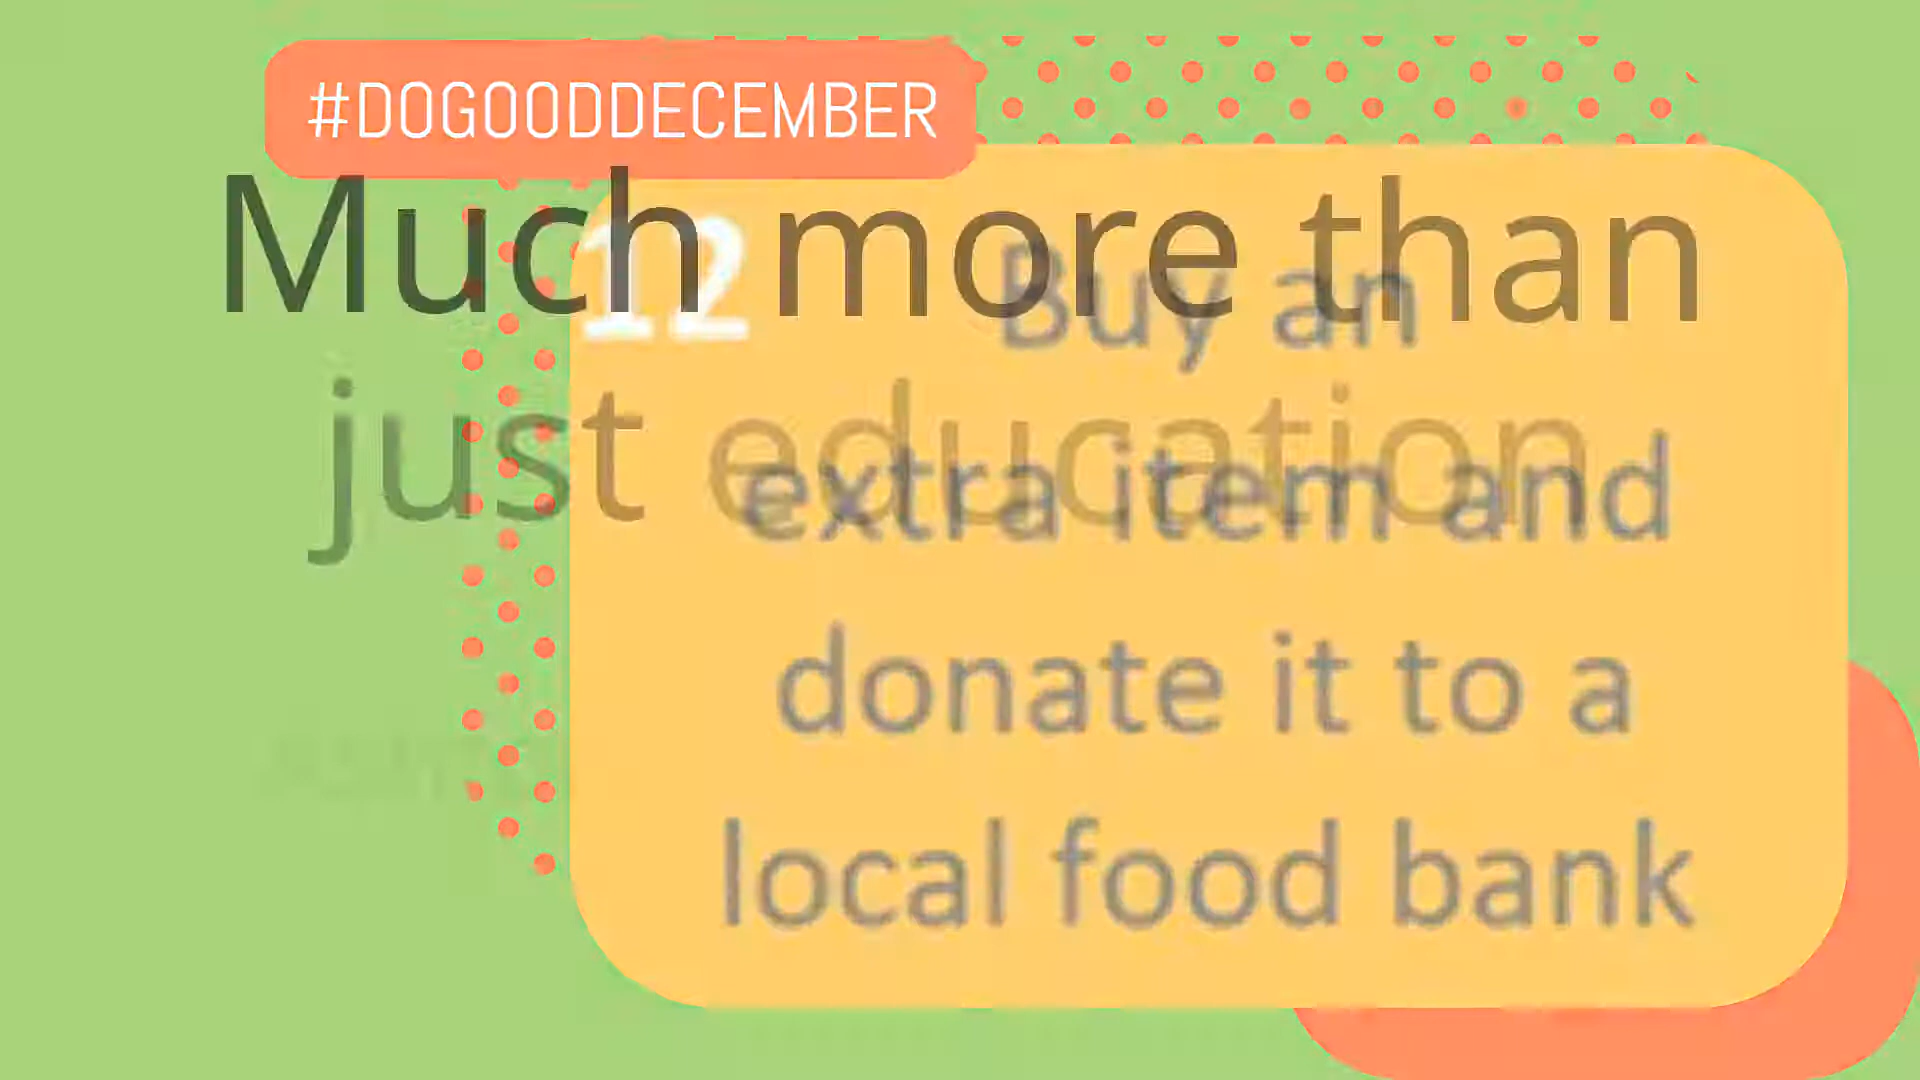 #DOGOODDECEMBER
Much more than
just education
12
Buy an
extra item and
donate it to a
local food bank